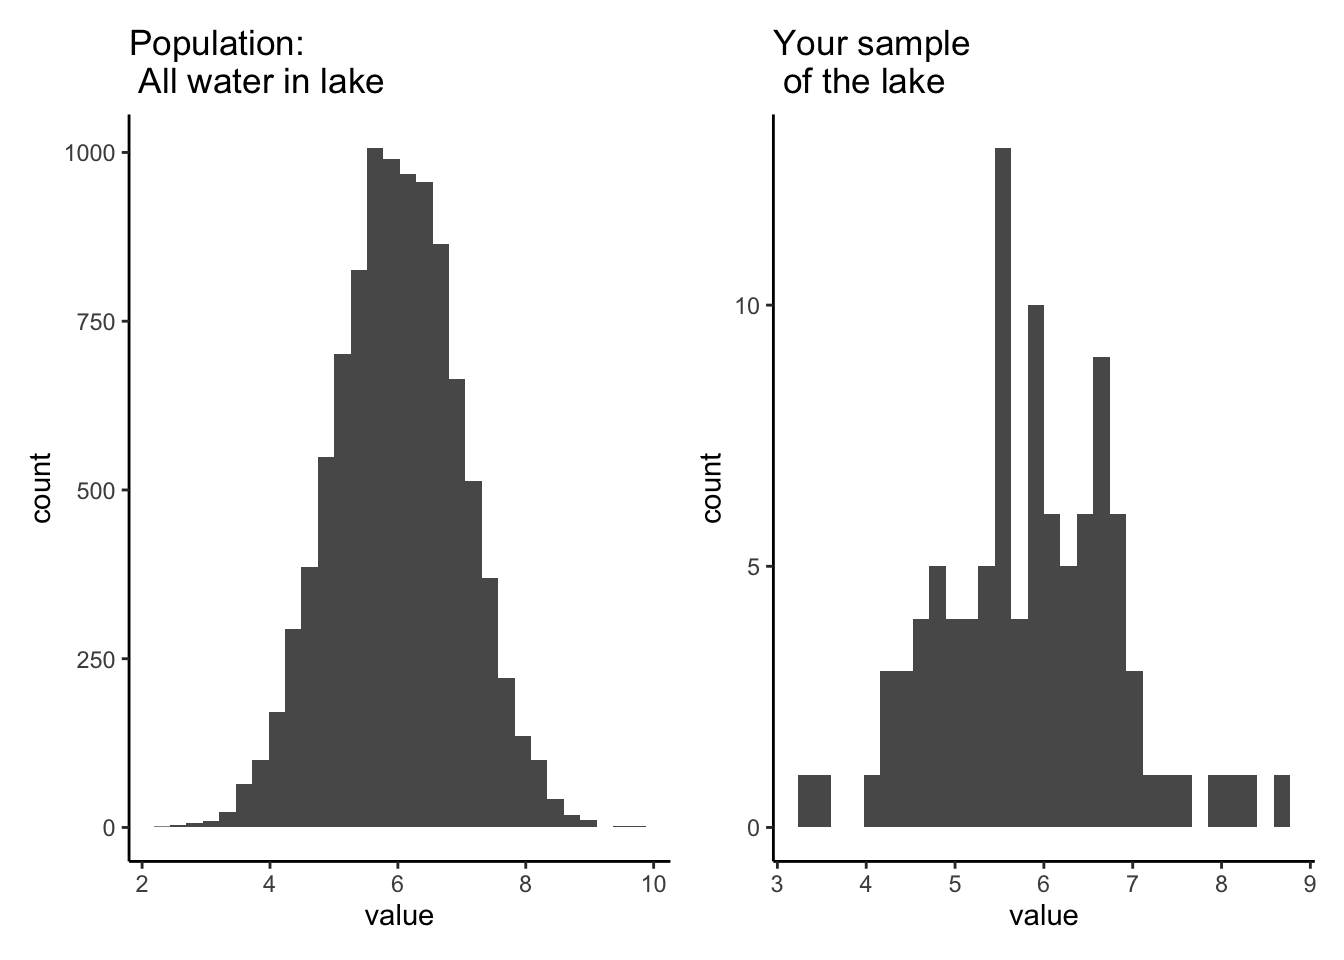 Population:
All water in lake
1000
750
500
250
0
count
2 4 6 8 10
value
Your sample
of the lake
10
5
0
count
3 4 5 6 7 8 9
value